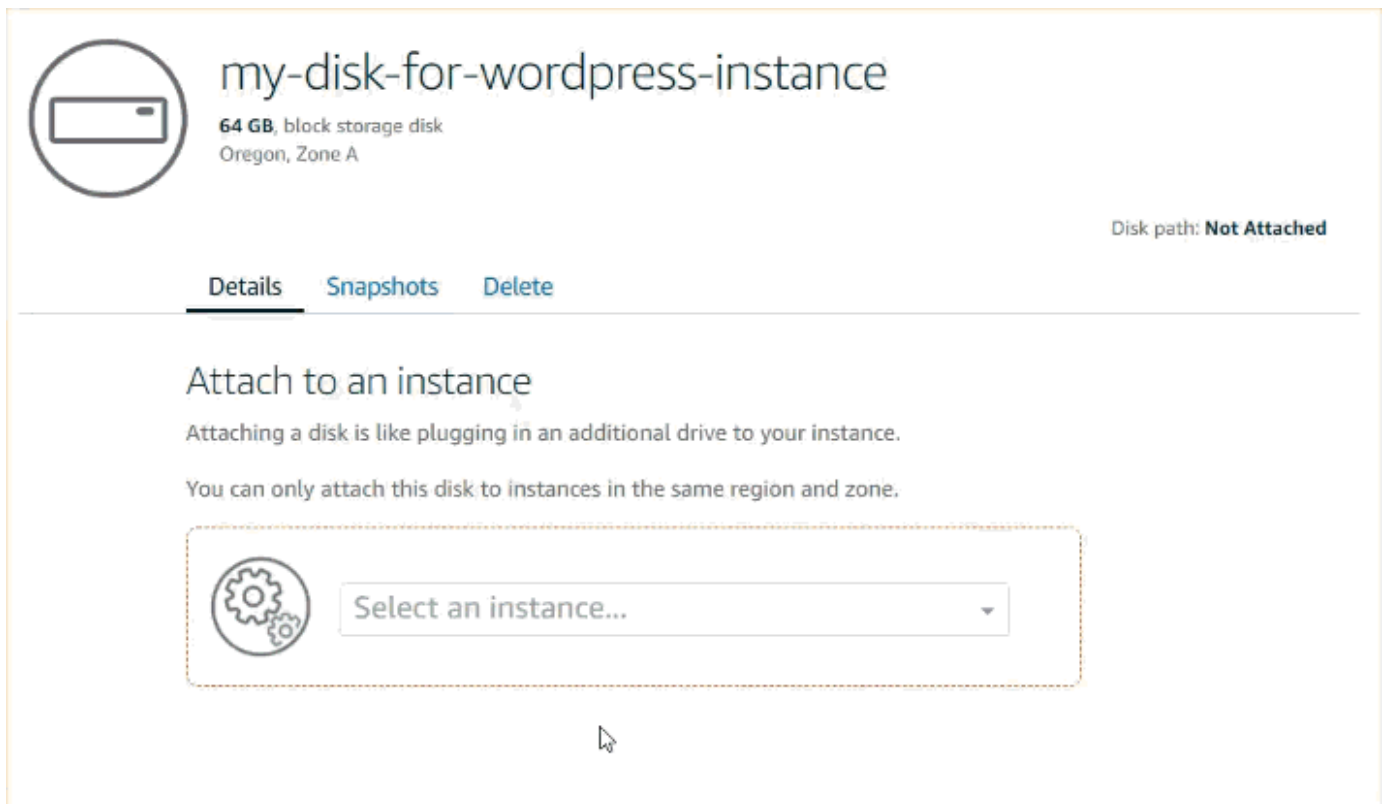 my-disk-for-wordpress-instance
64 GB, block storage disk
Oregon, Zone A
Disk path: Not Attached
Details Snapshots Delete
Attach to an instance
Attaching a disk is like plugging in an additional drive to your instance.
You can only attach this disk to instances in the same region and zone.
Select an instance...